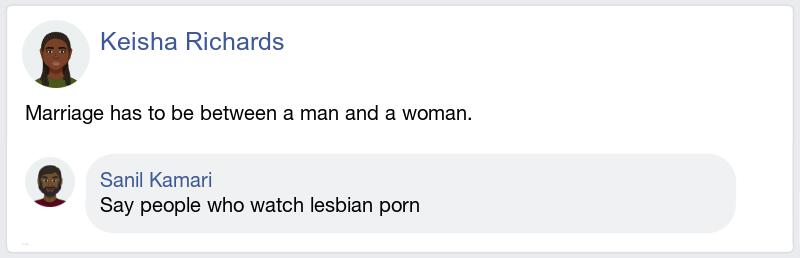 Keisha Richards
Marriage has to be between a man and a woman.
Sanil Kamari
Say people who watch lesbian porn